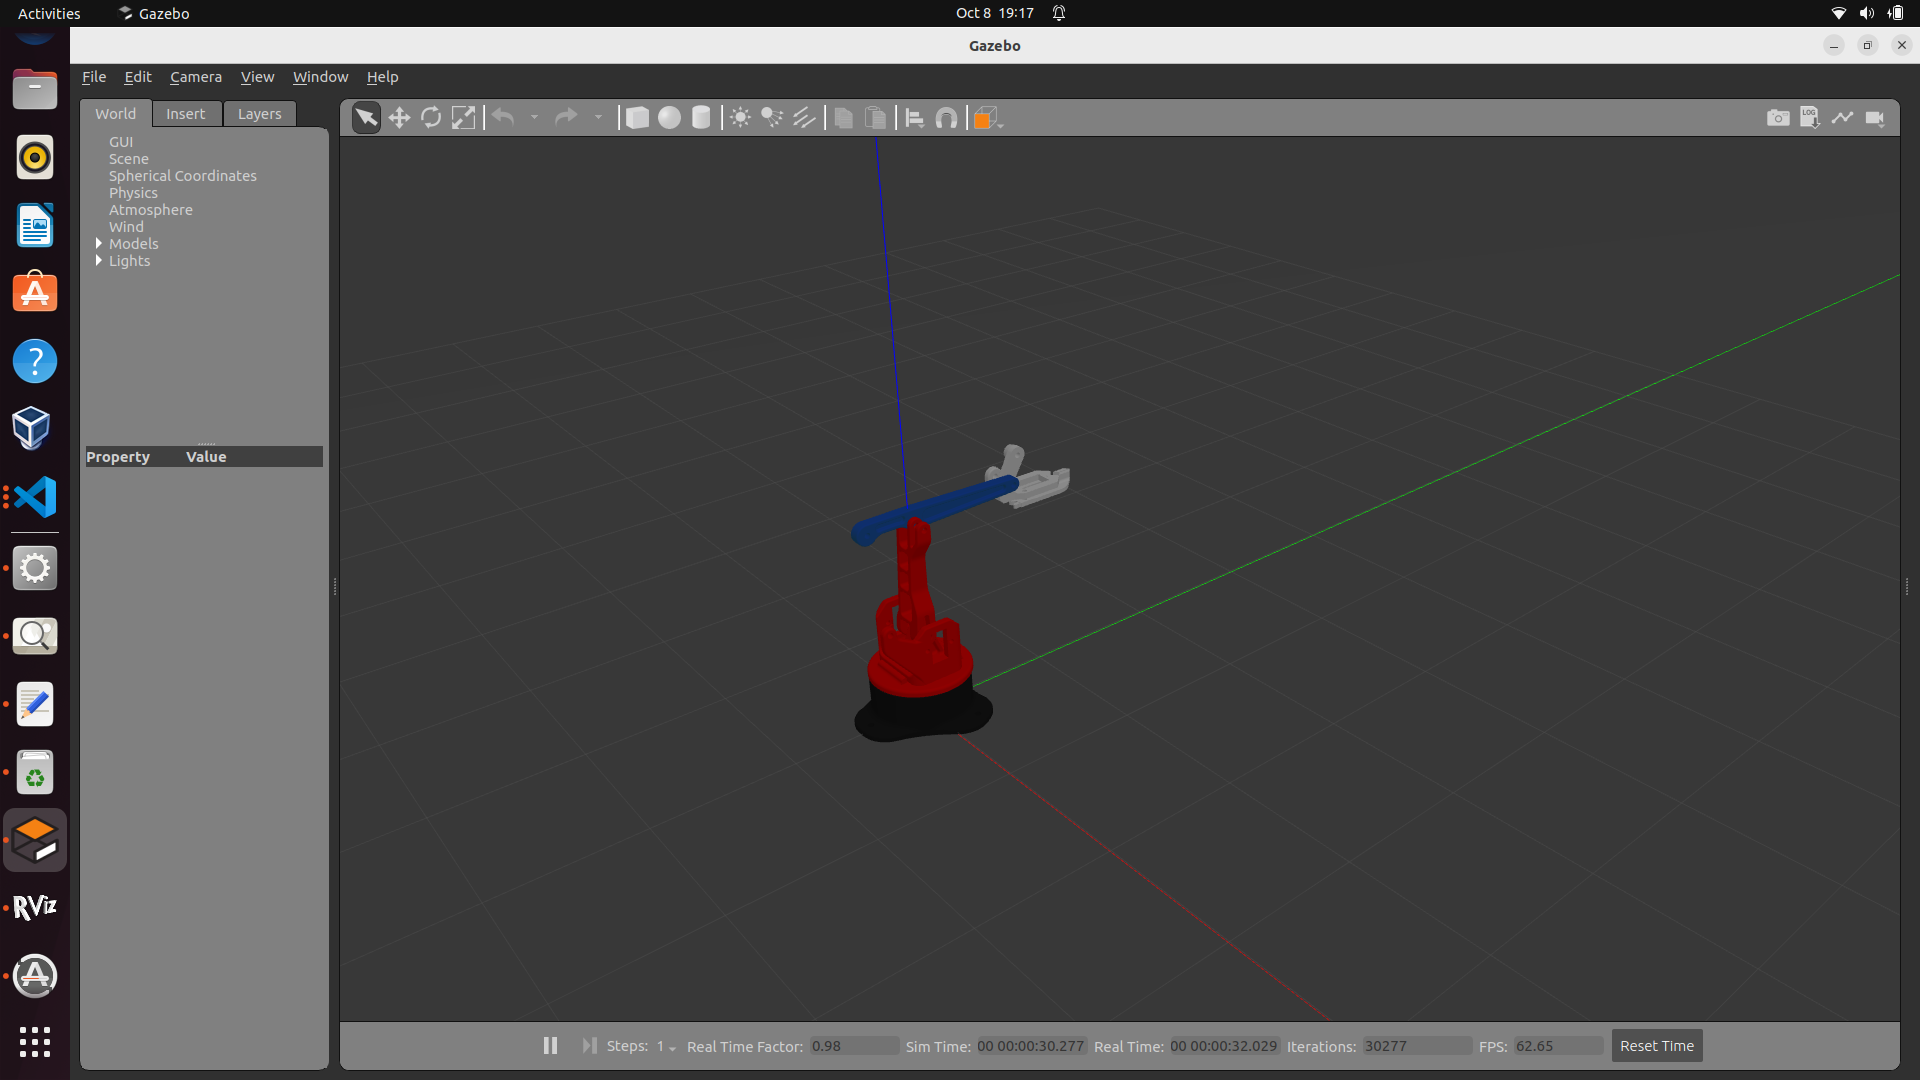 Activities Gazebo Oct 8 19:17
Gazebo
File Edit Camera View Window Help
World Insert Layers
LOG
GUI
Scene
Spherical Coordinates
Physics
Atmosphere
Wind
Models
Lights
Property Value
RViz
Steps: 1 Real Time Factor: 0.98 Sim Time: 00 00:00:30.277 Real Time: 00 00:00:32.029 Iterations: 30277 FPS: 62.65 Reset Time